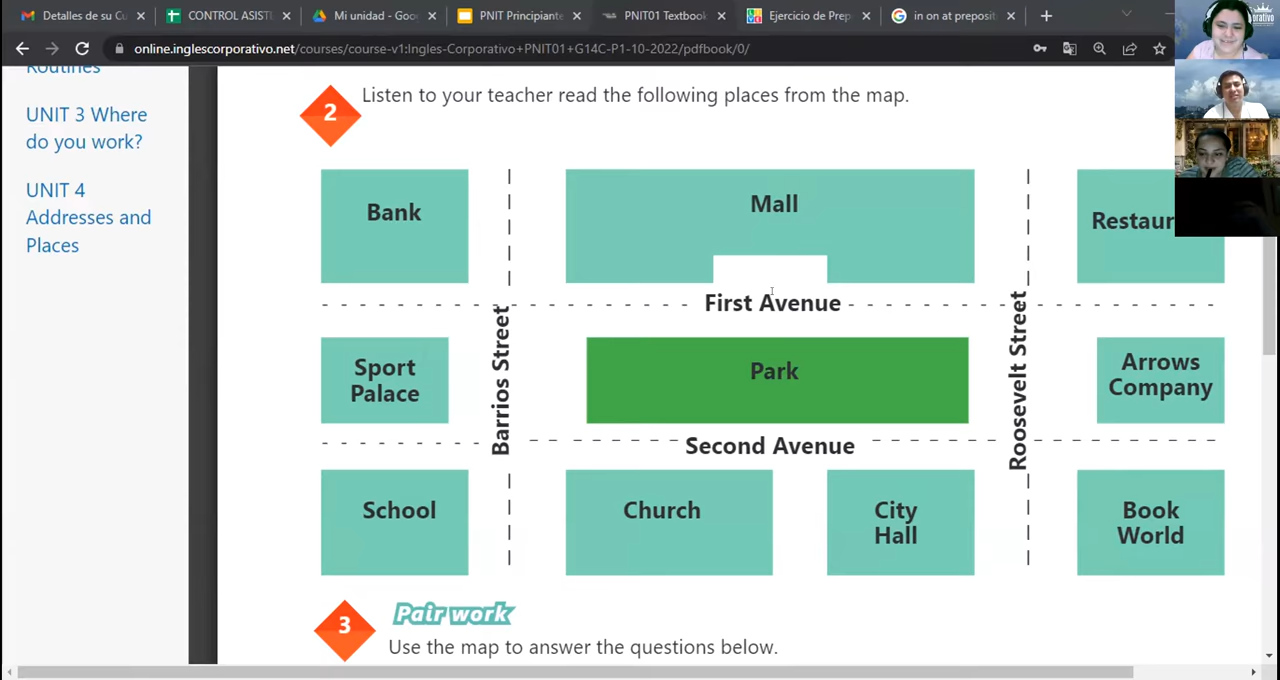 Detalles de su Cu
CONTROL ASIST
Mi unidad - Goo
PNIT Principiante
PNIT01 Textbook
Ejercicio de Prep
in on at preposit
online.inglescorporativo.net/courses/course-v1:Ingles-Corporativo+PNIT01+G14C-P1-10-2022/pdfbook/0/
Routines
UNIT 3 Where
do you work?
UNIT 4
Addresses and
Places
2
Listen to your teacher read the following places from the map.
Bank
Mall
Restaur
First Avenue
Barrios Street
Roosevelt Street
Sport
Palace
Park
Arrows
Company
Second Avenue
School
Church
City
Hall
Book
World
3
Pair work
Use the map to answer the questions below.